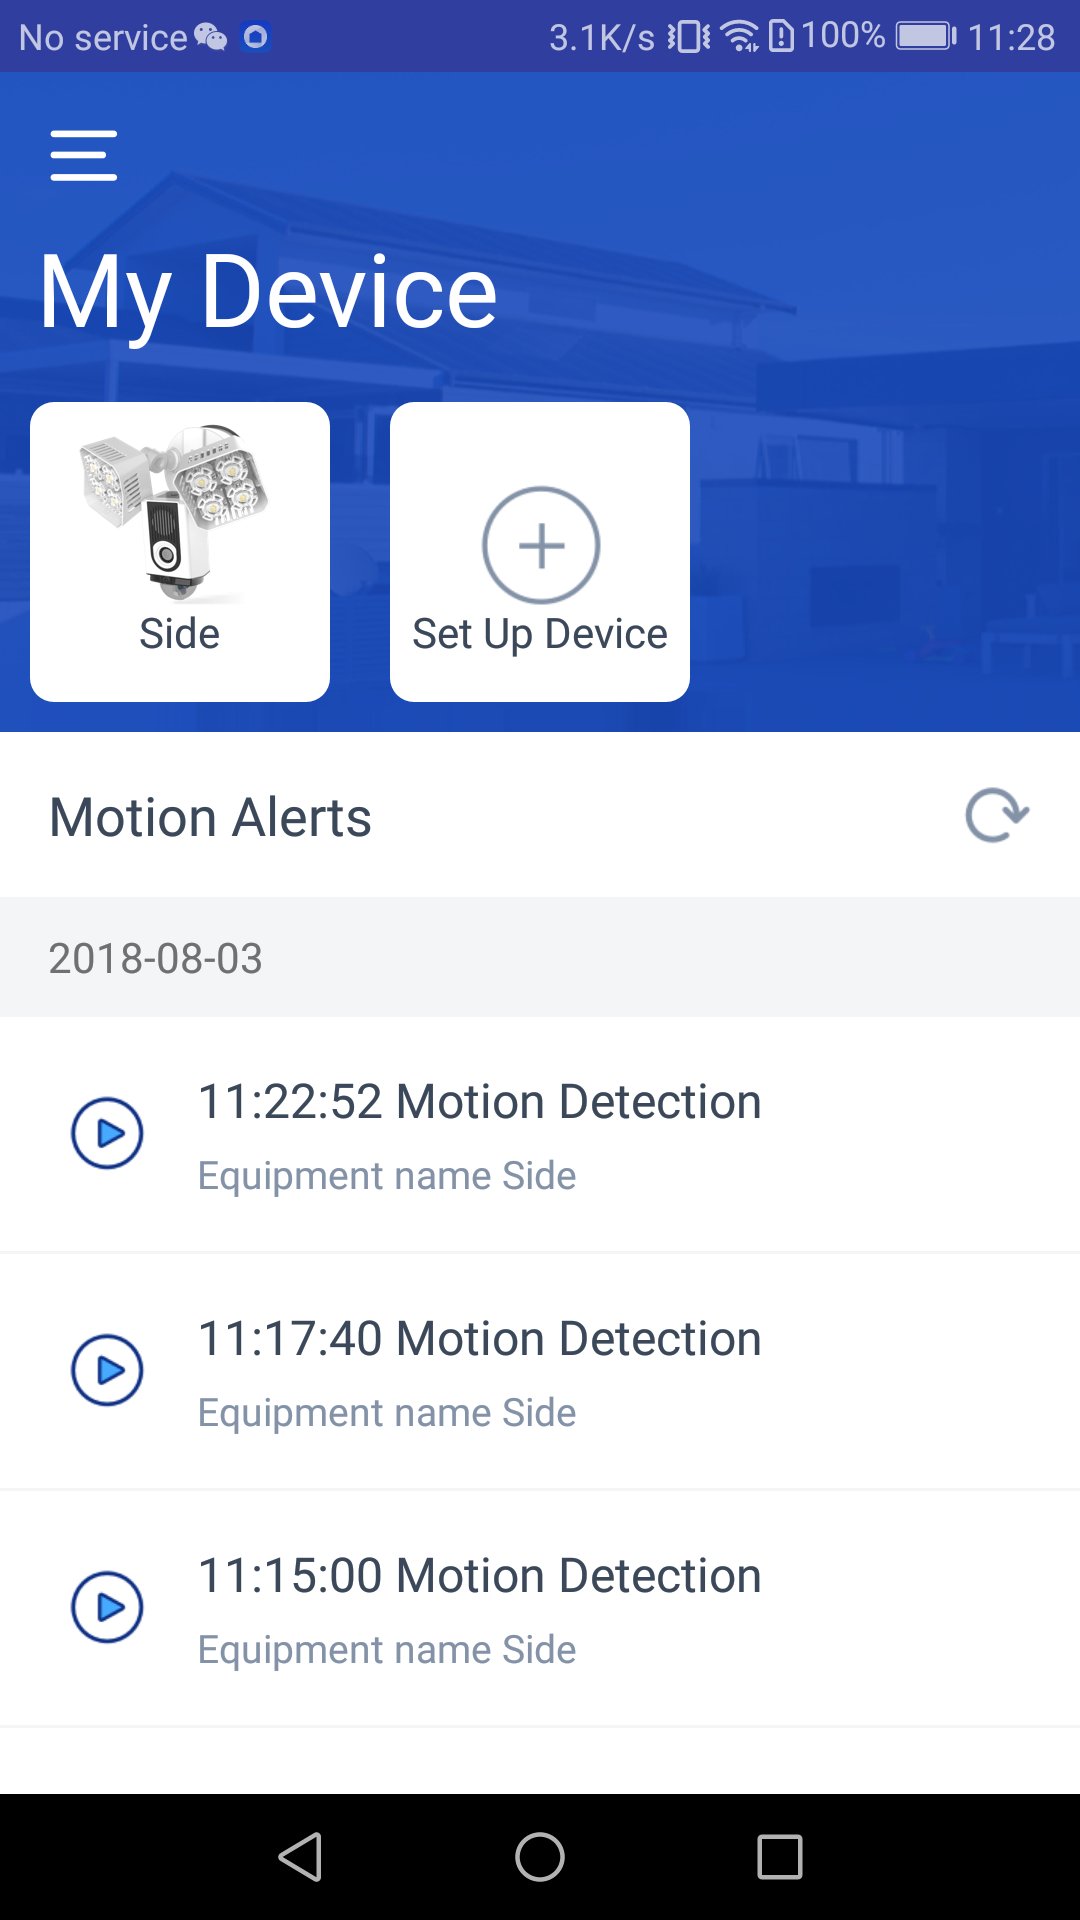 No service 3.1K/s 100% 11:28
My Device
Side
Set Up Device
Motion Alerts
2018-08-03
11:22:52 Motion Detection
Equipment name Side
11:17:40 Motion Detection
Equipment name Side
11:15:00 Motion Detection
Equipment name Side